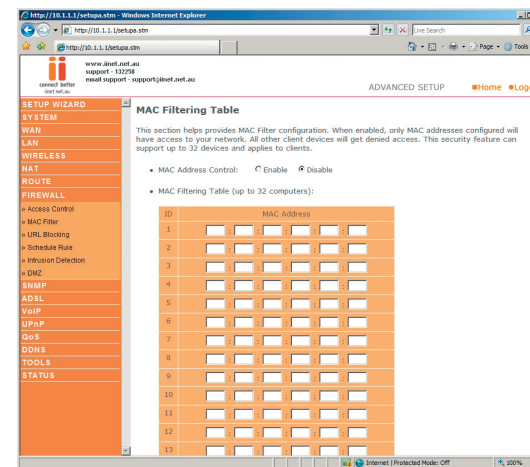 http://10.1.1.1/setupa.stm - Windows Internet Explorer
http://10.1.1.1/setupa.stm
Live Search
http://10.1.1.1/setupa.stm
Page
Tools
www.iinet.net.au
support - 132258
email support - support@iinet.net.au
connect better
iinet.net.au
ADVANCED SETUP
Home
SETUP WIZARD
SYSTEM
WAN
LAN
WIRELESS
NAT
ROUTE
FIREWALL
» Access Control
» MAC Filter
» URL Blocking
» Schedule Rule
» Intrusion Detection
» DMZ
SNMP
ADSL
VoIP
UPnP
QoS
DDNS
TOOLS
STATUS
MAC Filtering Table
This section helps provides MAC Filter configuration. When enabled, only MAC addresses configured will
have access to your network. All other client devices will get denied access. This security feature can
support up to 32 devices and applies to clients.
• MAC Address Control: Enable Disable
• MAC Filtering Table (up to 32 computers):
ID MAC Address
1 : : : : :
2 : : : : :
3 : : : : :
4 : : : : :
5 : : : : :
6 : : : : :
7 : : : : :
8 : : : : :
9 : : : : :
10 : : : : :
11 : : : : :
12 : : : : :
13 : : : : :
Internet | Protected Mode: Off
100%